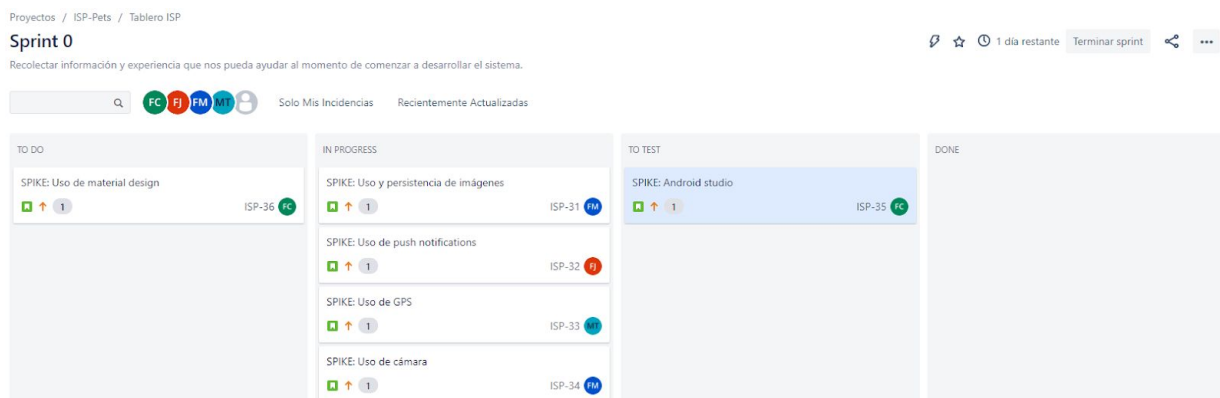 Proyectos / ISP-Pets / Tablero ISP
Sprint 0
1 día restante Terminar sprint
Recolectar información y experiencia que nos pueda ayudar al momento de comenzar a desarrollar el sistema.
FC FJ FM MT Solo Mis Incidencias Recientemente Actualizadas
TO DO
SPIKE: Uso de material design
1 ISP-36 FC
IN PROGRESS
SPIKE: Uso y persistencia de imágenes
1 ISP-31 FM
SPIKE: Uso de push notifications
1 ISP-32 FJ
SPIKE: Uso de GPS
1 ISP-33 MT
SPIKE: Uso de cámara
1 ISP-34 FM
TO TEST
SPIKE: Android studio
1 ISP-35 FC
DONE